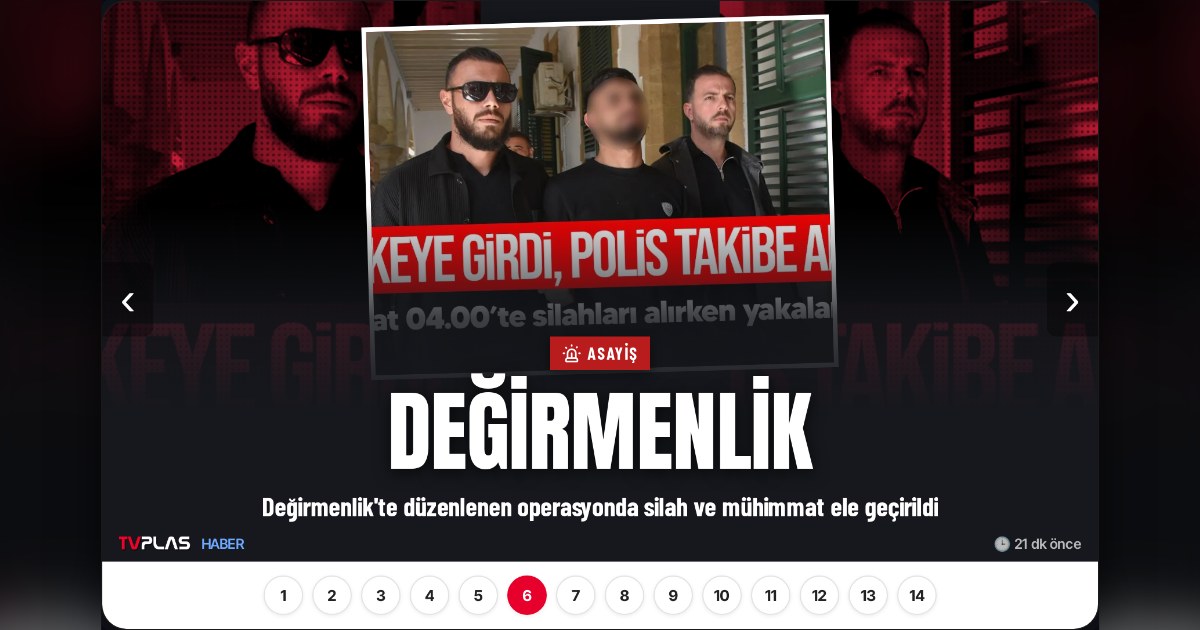 KEYE GİRDİ, POLİS TAKİBE A
at 04.00'te silahları alırken yakala
ASAYİŞ
DEĞİRMENLİK
Değirmenlik'te düzenlenen operasyonda silah ve mühimmat ele geçirildi
TVPLAS HABER
21 dk önce
1 2 3 4 5 6 7 8 9 10 11 12 13 14